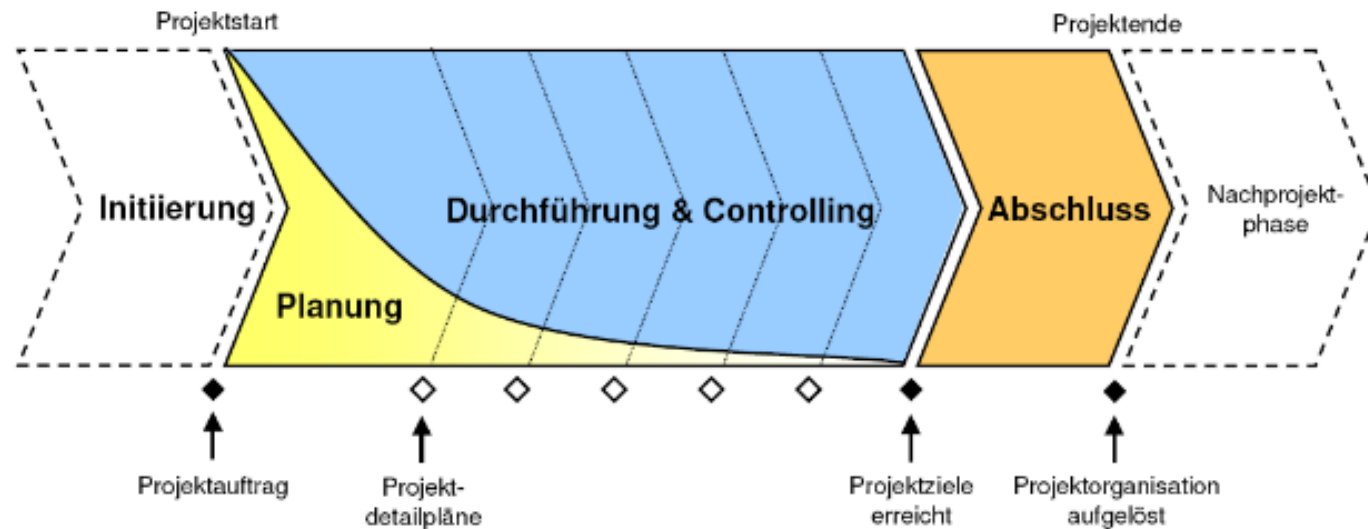 Projektstart
Projektende
Initiierung
Planung
Durchführung & Controlling
Abschluss
Nachprojekt-
phase
Projektauftrag
Projekt-
detailpläne
Projektziele
erreicht
Projektorganisation
aufgelöst